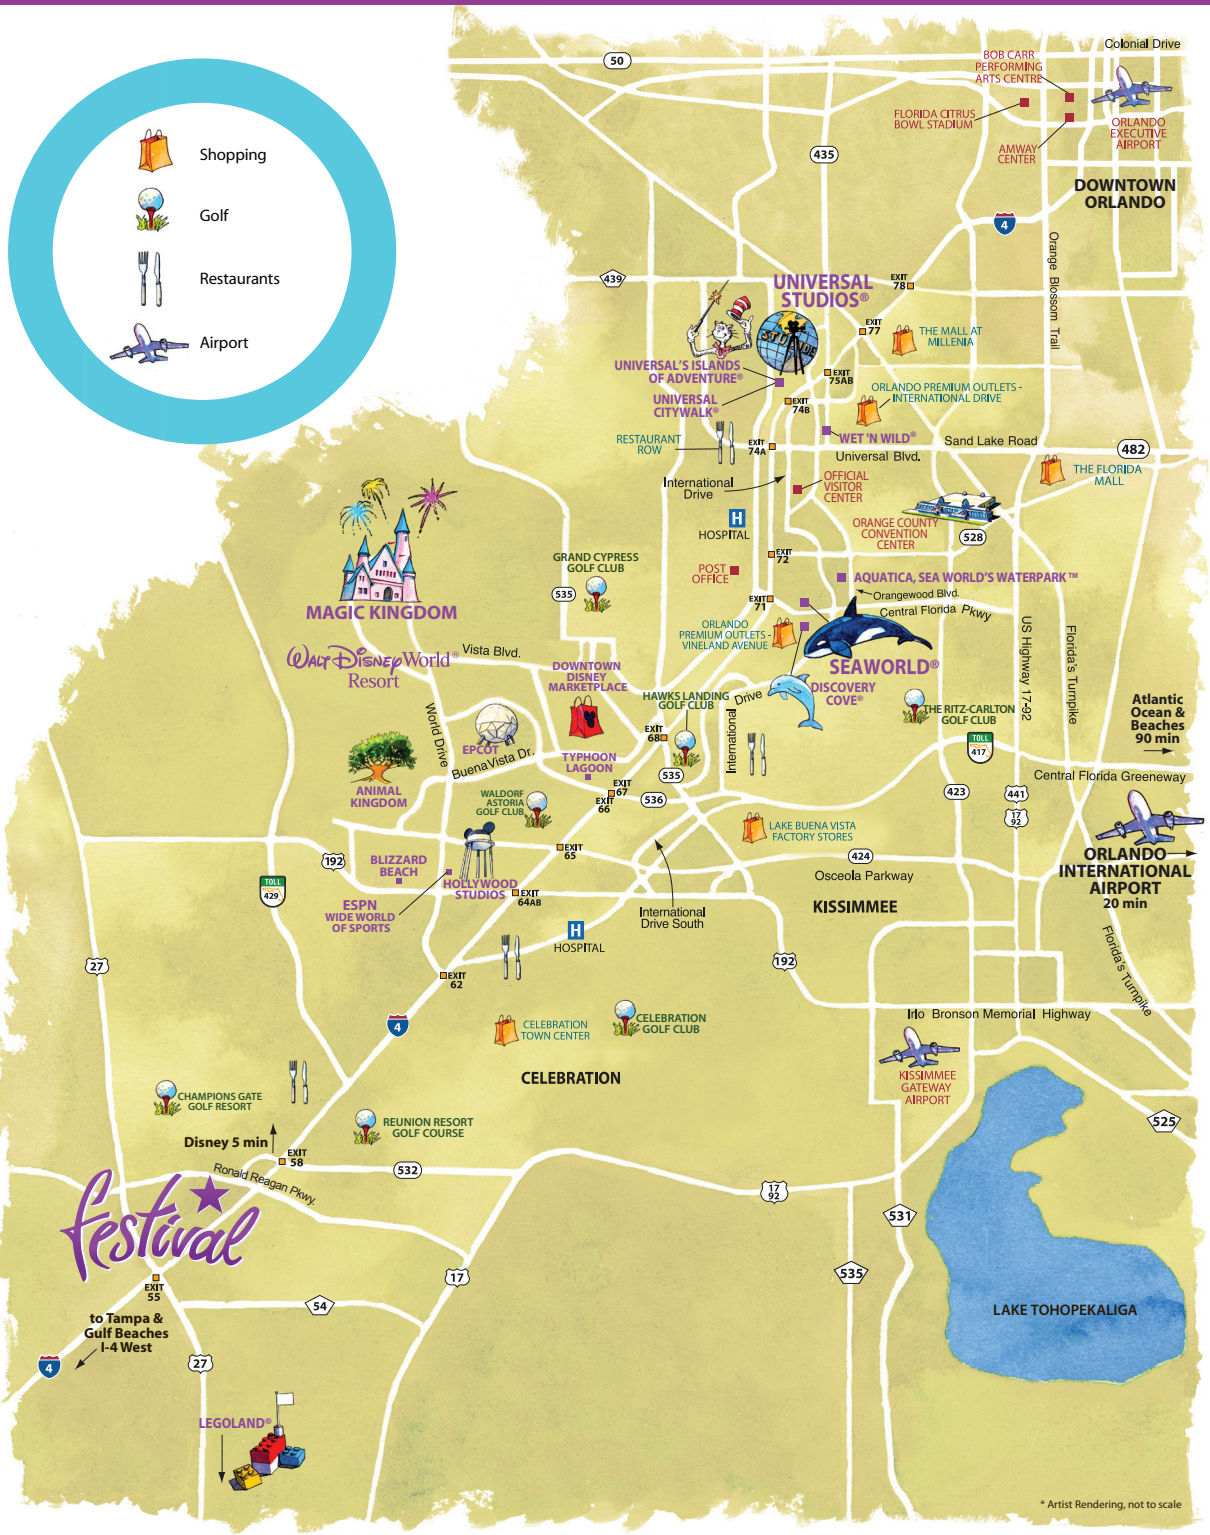 Shopping
Golf
Restaurants
Airport
50
Colonial Drive
BOB CARR
PERFORMING
ARTS CENTRE
FLORIDA CITRUS
BOWL STADIUM
AMWAY
CENTER
ORLANDO
EXECUTIVE
AIRPORT
435
DOWNTOWN
ORLANDO
4
Orange Blossom Trail
439
UNIVERSAL
STUDIOS®
EXIT
78
EXIT
77
THE MALL AT
MILLENIA
UNIVERSAL'S ISLANDS
OF ADVENTURE®
EXIT
75AB
ORLANDO PREMIUM OUTLETS -
INTERNATIONAL DRIVE
UNIVERSAL
CITYWALK®
EXIT
74B
RESTAURANT
ROW
EXIT
74A
WET 'N WILD®
Sand Lake Road
482
Universal Blvd.
THE FLORIDA
MALL
International
Drive
OFFICIAL
VISITOR
CENTER
H
HOSPITAL
ORANGE COUNTY
CONVENTION
CENTER
528
GRAND CYPRESS
GOLF CLUB
EXIT
72
POST
OFFICE
AQUATICA, SEA WORLD'S WATERPARK™
535
EXIT
71
Orangewood Blvd.
Central Florida Pkwy
MAGIC KINGDOM
ORLANDO
PREMIUM OUTLETS -
VINELAND AVENUE
US Highway 17-92
Florida's Turnpike
Walt Disney World®
Resort
Vista Blvd.
SEAWORLD®
DOWNTOWN
DISNEY
MARKETPLACE
HAWKS LANDING
GOLF CLUB
International Drive
DISCOVERY
COVE®
THE RITZ-CARLTON
GOLF CLUB
Atlantic
Ocean &
Beaches
90 min
World Drive
EXIT
68
TOLL
417
EPCOT
Buena Vista Dr.
TYPHOON
LAGOON
535
Central Florida Greeneway
ANIMAL
KINGDOM
WALDORF
ASTORIA
GOLF CLUB
EXIT
67
EXIT
66
536
423
441
17
92
LAKE BUENA VISTA
FACTORY STORES
192
BLIZZARD
BEACH
EXIT
65
424
Osceola Parkway
ORLANDO
INTERNATIONAL
AIRPORT
20 min
TOLL
429
HOLLYWOOD
STUDIOS
EXIT
64AB
ESPN
WIDE WORLD
OF SPORTS
KISSIMMEE
International
Drive South
H
HOSPITAL
27
EXIT
62
192
Florida's Turnpike
4
CELEBRATION
TOWN CENTER
CELEBRATION
GOLF CLUB
Irlo Bronson Memorial Highway
CELEBRATION
KISSIMMEE
GATEWAY
AIRPORT
CHAMPIONS GATE
GOLF RESORT
REUNION RESORT
GOLF COURSE
525
Disney 5 min
EXIT
58
532
Ronald Reagan Pkwy.
17
92
festival
531
EXIT
55
17
535
54
to Tampa &
Gulf Beaches
I-4 West
LAKE TOHOPEKALIGA
4
27
LEGOLAND®
* Artist Rendering, not to scale